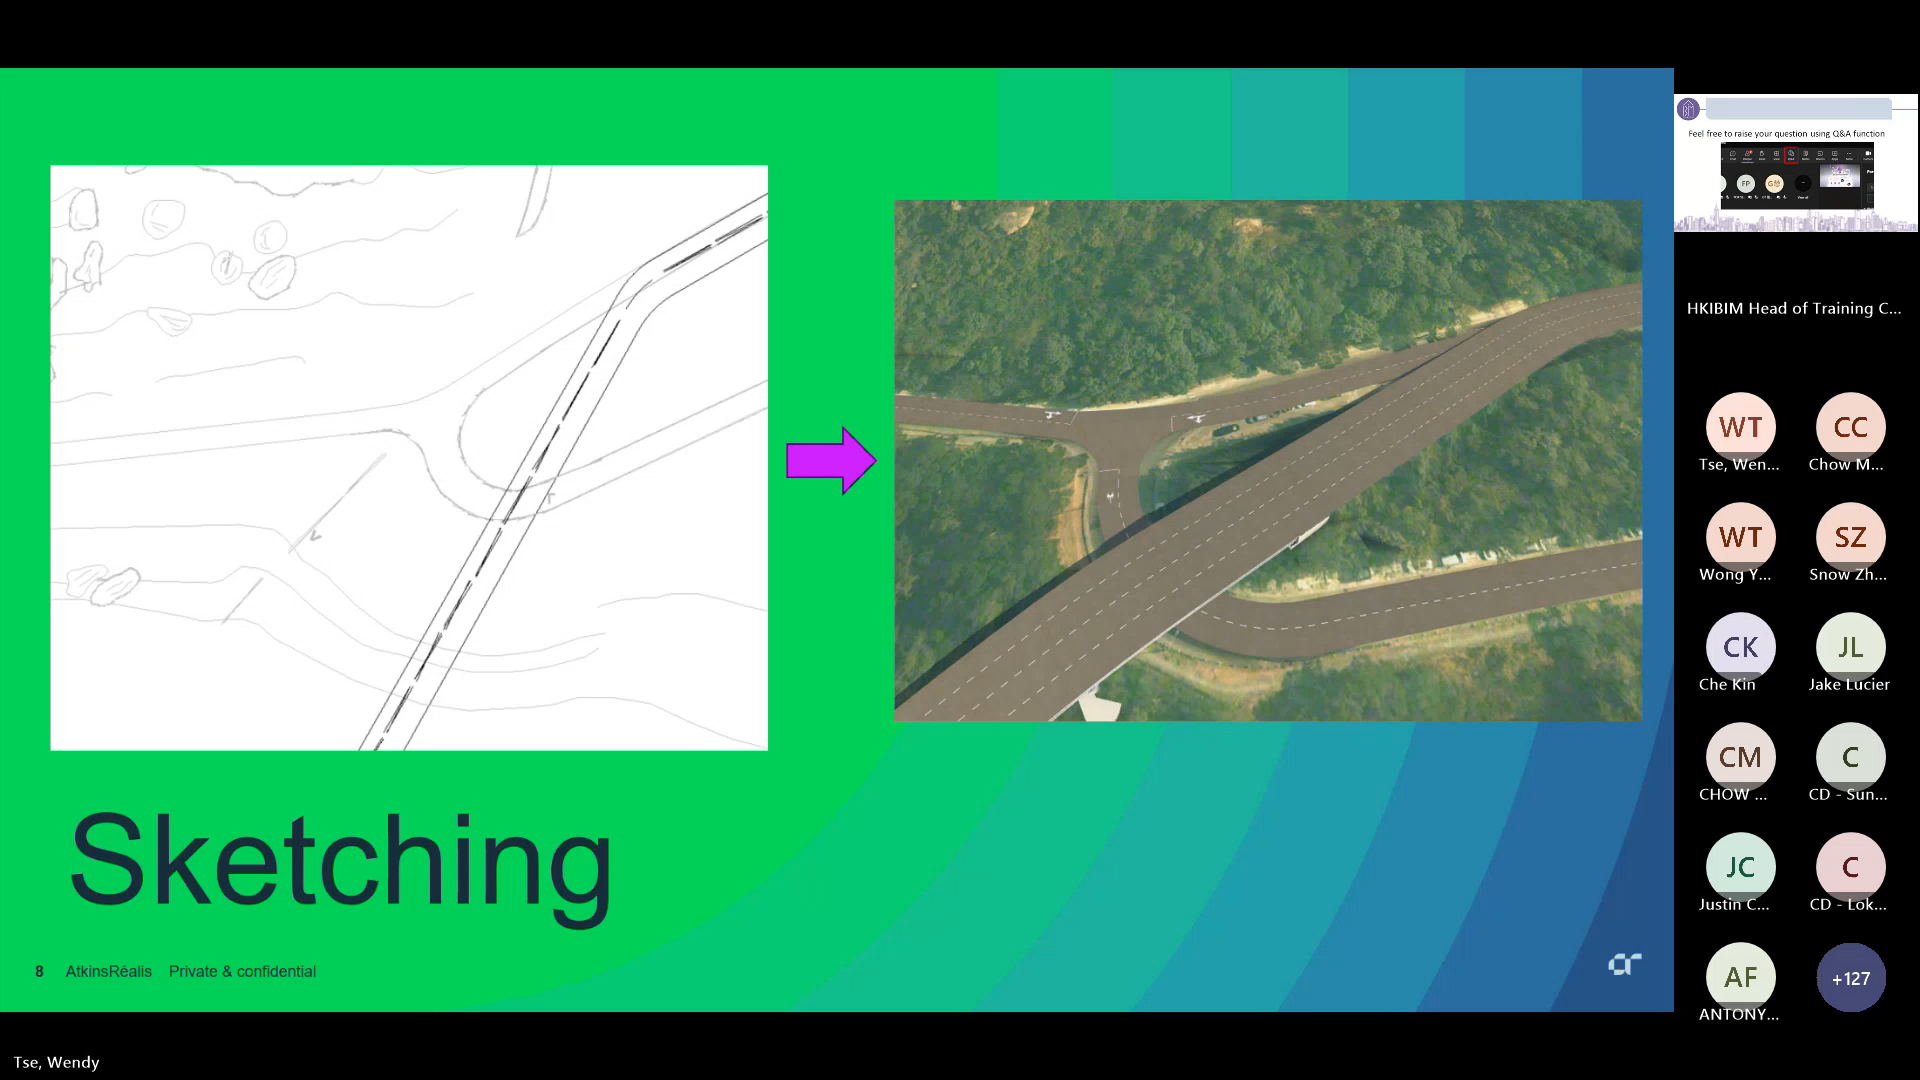 Sketching
8 AtkinsRéalis Private & confidential
Tse, Wendy
Feel free to raise your question using Q&A function
FP
HKIBIM Head of Training C...
WT CC
Tse, Wen... Chow M...
WT SZ
Wong Y... Snow Zh...
CK JL
Che Kin Jake Lucier
CM C
CHOW ... CD - Sun...
JC C
Justin C... CD - Lok...
AF +127
ANTONY...